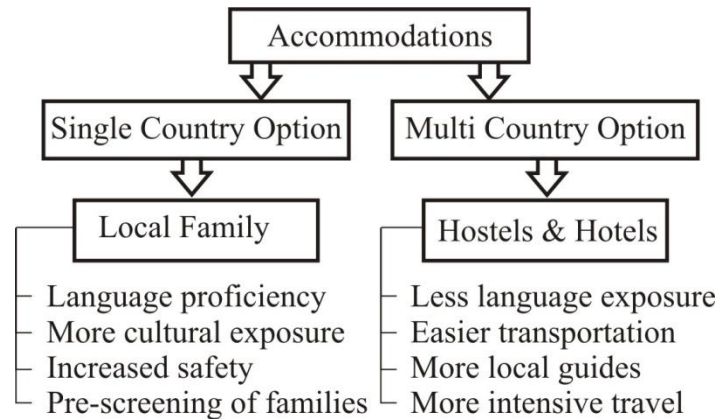 Accommodations
Single Country Option
Multi Country Option
Local Family
Hostels & Hotels
Language proficiency
More cultural exposure
Increased safety
Pre-screening of families
Less language exposure
Easier transportation
More local guides
More intensive travel